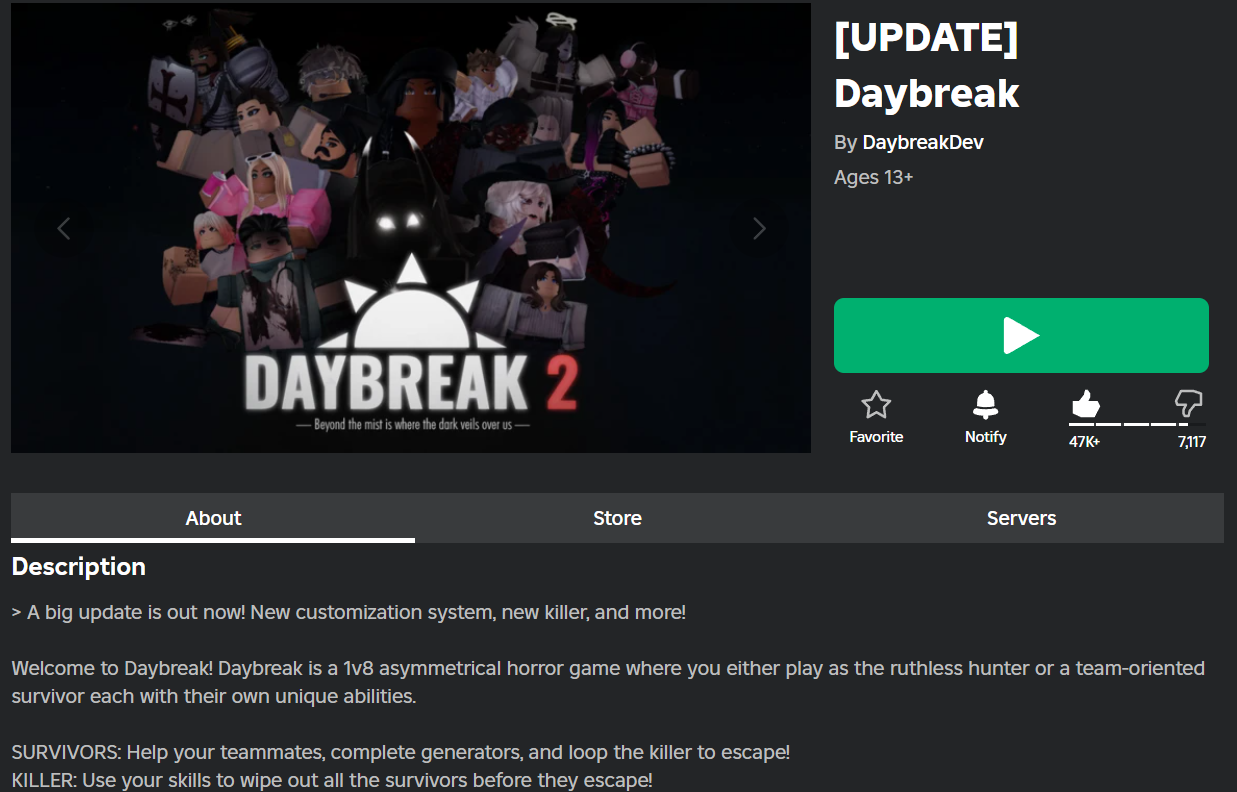 [UPDATE]
Daybreak
By DaybreakDev
Ages 13+
DAYBREAK 2
— Beyond the mist is where the dark veils over us —
Favorite
Notify
47K+
7,117
About
Store
Servers
Description
> A big update is out now! New customization system, new killer, and more!
Welcome to Daybreak! Daybreak is a 1v8 asymmetrical horror game where you either play as the ruthless hunter or a team-oriented
survivor each with their own unique abilities.
SURVIVORS: Help your teammates, complete generators, and loop the killer to escape!
KILLER: Use your skills to wipe out all the survivors before they escape!